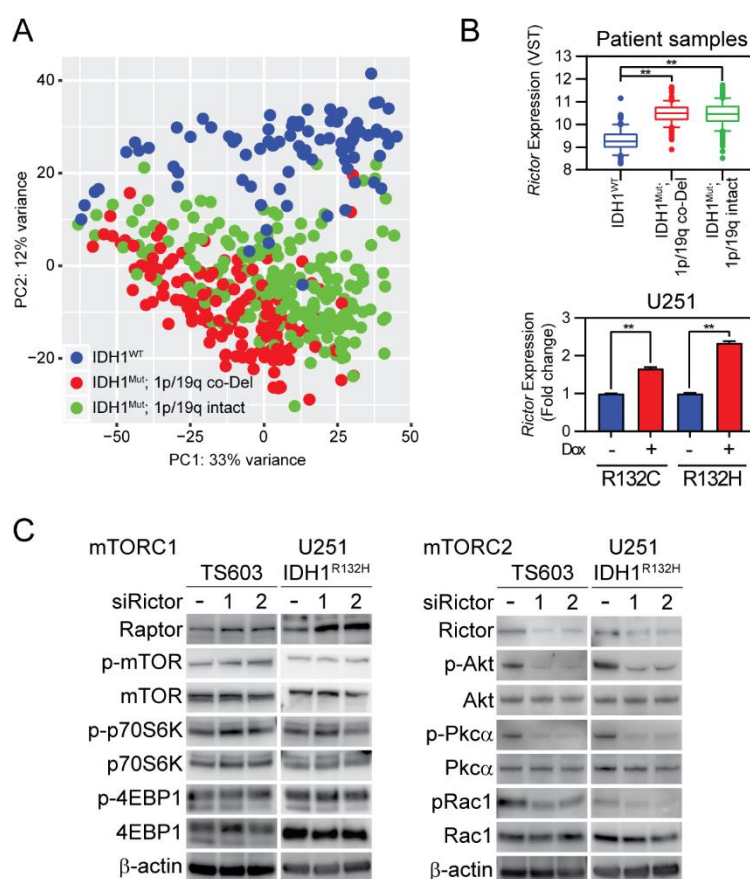 A
40
20
0
−20
PC2: 12% variance
IDH1WT
IDH1Mut; 1p/19q co-Del
IDH1Mut; 1p/19q intact
−50
−25
0
25
50
PC1: 33% variance
B
Patient samples
**
**
13
12
11
10
9
8
Rictor Expression (VST)
IDH1WT
IDH1Mut;
1p/19q co-Del
IDH1Mut;
1p/19q intact
U251
**
**
3
2
1
0
Rictor Expression
(Fold change)
Dox - + - +
R132C R132H
C
mTORC1
TS603
U251
IDH1R132H
siRictor - 1 2 - 1 2
Raptor
p-mTOR
mTOR
p-p70S6K
p70S6K
p-4EBP1
4EBP1
β-actin
mTORC2
TS603
U251
IDH1R132H
siRictor - 1 2 - 1 2
Rictor
p-Akt
Akt
p-Pkcα
Pkcα
pRac1
Rac1
β-actin